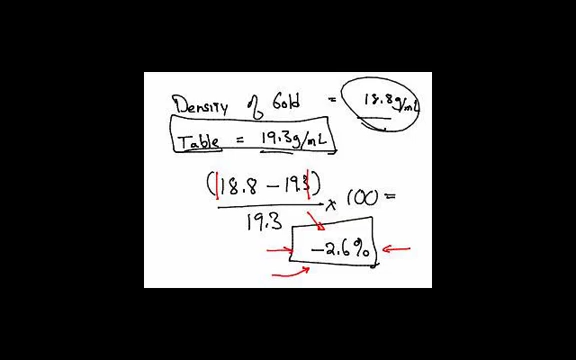 Density of Gold = 18.8g/mL
Table = 19.3g/mL
(|18.8 - 19.3|)
19.3
x 100 =
-2.6%